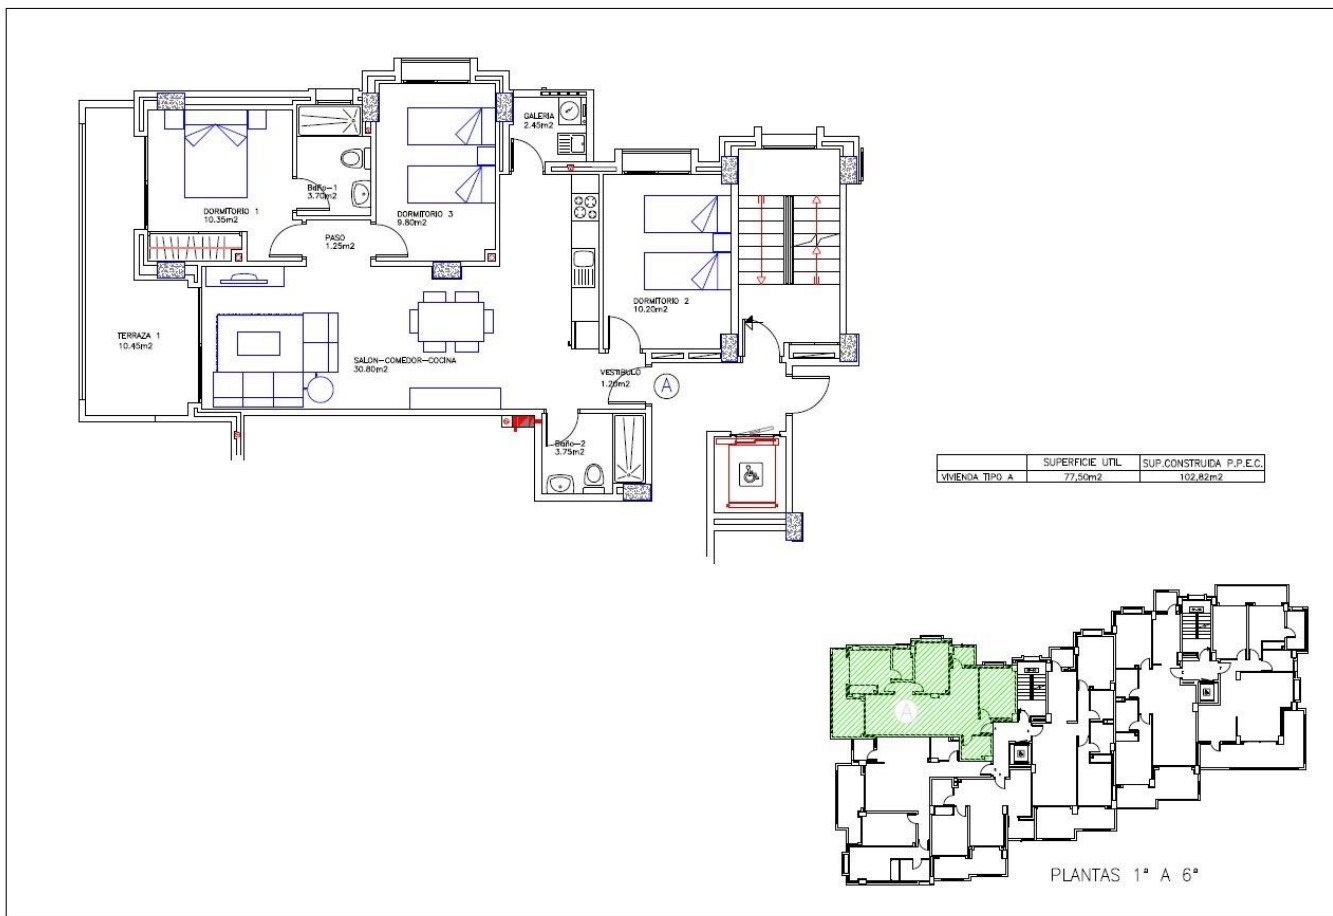 GALERIA
2.45m2
Baño-1
3.70m2
DORMITORIO 1
10.35m2
DORMITORIO 3
9.80m2
PASO
1.25m2
DORMITORIO 2
10.20m2
TERRAZA 1
10.45m2
SALON-COMEDOR-COCINA
30.80m2
VESTIBULO
1.20m2
A
Baño-2
3.75m2
SUPERFICIE UTIL SUP.CONSTRUIDA P.P.E.C.
VIVIENDA TIPO A 77,50m2 102,82m2
A
PLANTAS 1ª A 6ª